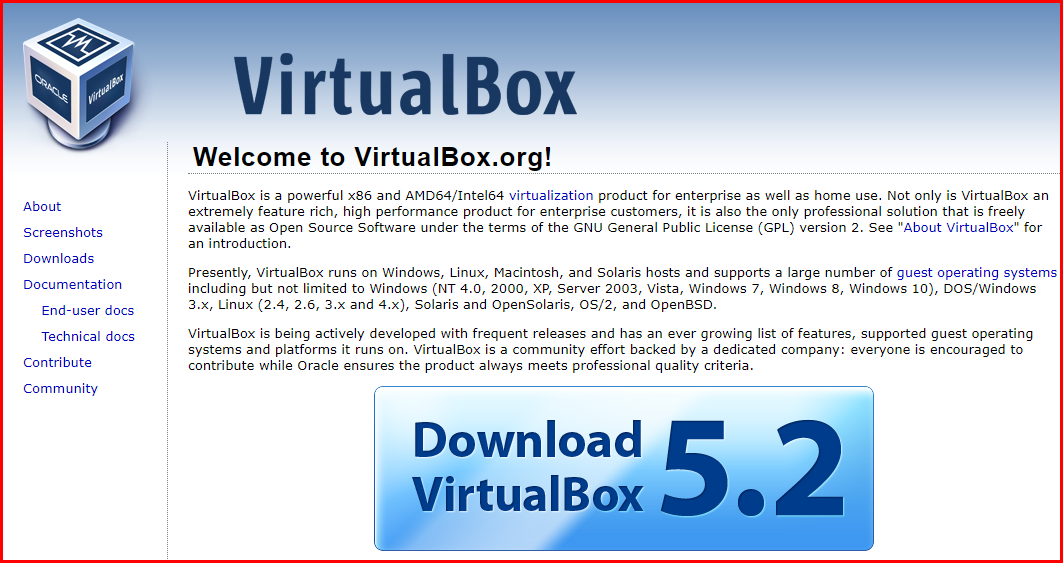 ORACLE
VirtualBox
VirtualBox
Welcome to VirtualBox.org!
About
Screenshots
Downloads
Documentation
End-user docs
Technical docs
Contribute
Community
VirtualBox is a powerful x86 and AMD64/Intel64 virtualization product for enterprise as well as home use. Not only is VirtualBox an
extremely feature rich, high performance product for enterprise customers, it is also the only professional solution that is freely
available as Open Source Software under the terms of the GNU General Public License (GPL) version 2. See "About VirtualBox" for
an introduction.
Presently, VirtualBox runs on Windows, Linux, Macintosh, and Solaris hosts and supports a large number of guest operating systems
including but not limited to Windows (NT 4.0, 2000, XP, Server 2003, Vista, Windows 7, Windows 8, Windows 10), DOS/Windows
3.x, Linux (2.4, 2.6, 3.x and 4.x), Solaris and OpenSolaris, OS/2, and OpenBSD.
VirtualBox is being actively developed with frequent releases and has an ever growing list of features, supported guest operating
systems and platforms it runs on. VirtualBox is a community effort backed by a dedicated company: everyone is encouraged to
contribute while Oracle ensures the product always meets professional quality criteria.
Download
VirtualBox
5.2